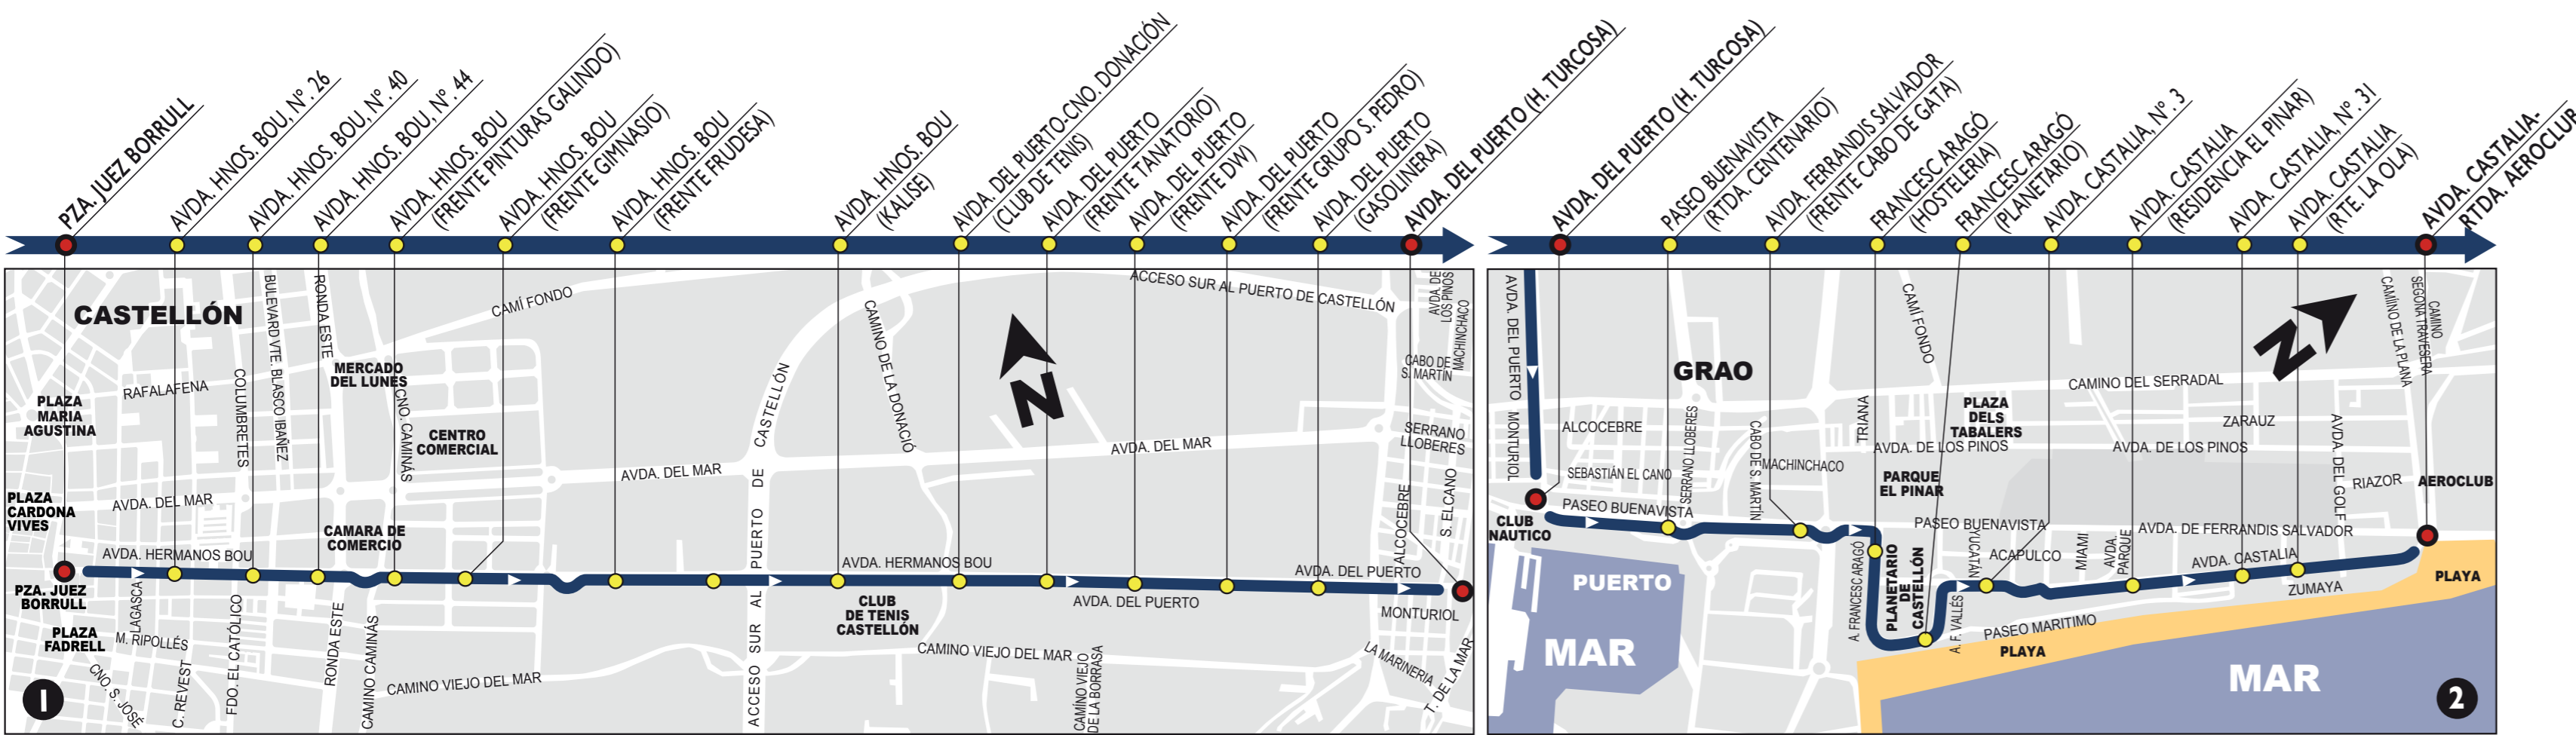 PZA. JUEZ BORRULL
AVDA. HNOS. BOU, Nº. 26
AVDA. HNOS. BOU, Nº. 40
AVDA. HNOS. BOU, Nº. 44
AVDA. HNOS. BOU
(FRENTE PINTURAS GALINDO)
AVDA. HNOS. BOU
(FRENTE GIMNASIO)
AVDA. HNOS. BOU
(FRENTE FRUDESA)
AVDA. HNOS. BOU
(KALISE)
AVDA. DEL PUERTO-CNO. DONACIÓN
(CLUB DE TENIS)
AVDA. DEL PUERTO
(FRENTE TANATORIO)
AVDA. DEL PUERTO
(FRENTE DW)
AVDA. DEL PUERTO
(FRENTE GRUPO S. PEDRO)
AVDA. DEL PUERTO
(GASOLINERA)
AVDA. DEL PUERTO (H. TURCOSA)
AVDA. DEL PUERTO (H. TURCOSA)
PASEO BUENAVISTA
(RTDA. CENTENARIO)
AVDA. FERRANDIS SALVADOR
(FRENTE CABO DE GATA)
FRANCESC ARAGÓ
(HOSTELERIA)
FRANCESC ARAGÓ
(PLANETARIO)
AVDA. CASTALIA, Nº. 3
AVDA. CASTALIA
(RESIDENCIA EL PINAR)
AVDA. CASTALIA, Nº. 31
AVDA. CASTALIA
(RTE. LA OLA)
AVDA. CASTALIA-
RTDA. AEROCLUB
CASTELLÓN
RAFALAFENA
PLAZA
MARIA
AGUSTINA
COLUMBRETES
BULEVARD VTE. BLASCO IBAÑEZ
RONDA ESTE
MERCADO
DEL LUNES
CNO. CAMINÁS
CENTRO
COMERCIAL
CAMÍ FONDO
PLAZA
CARDONA
VIVES
AVDA. DEL MAR
CAMARA DE
COMERCIO
AVDA. HERMANOS BOU
PZA. JUEZ
BORRULL
PLAZA
FADRELL
LAGASCA
M. RIPOLLÉS
CNO. S. JOSÉ
C. REVEST
FDO. EL CATÓLICO
RONDA ESTE
CAMINO CAMINÁS
CAMINO VIEJO DEL MAR
AVDA. DEL MAR
ACCESO SUR AL PUERTO DE CASTELLÓN
CAMINO DE LA DONACIÓ
ACCESO SUR AL PUERTO DE CASTELLÓN
N
AVDA. DEL MAR
AVDA. HERMANOS BOU
CLUB
DE TENIS
CASTELLÓN
AVDA. DEL PUERTO
CAMINO VIEJO DEL MAR
CAMÍNO VIEJO
DE LA BORRASA
AVDA. DE
LOS PINOS
MACHINCHACO
CABO DE
S. MARTÍN
SERRANO
LLOBERES
ALCOCEBRE
S. ELCANO
AVDA. DEL PUERTO
MONTURIOL
LA MARINERIA
T. DE LA MAR
1
AVDA. DEL PUERTO
MONTURIOL
GRAO
ALCOCEBRE
SEBASTIÁN EL CANO
SERRANO LLOBERES
CABO DE S. MARTÍN
MACHINCHACO
PASEO BUENAVISTA
CLUB
NAUTICO
PUERTO
MAR
CAMÍ FONDO
TRIANA
PLAZA
DELS
TABALERS
AVDA. DE LOS PINOS
PARQUE
EL PINAR
PASEO BUENAVISTA
A. FRANCESC ARAGÓ
PLANETARIO
DE
CASTELLÓN
A. F. VALLÉS
YUCATAN
ACAPULCO
MIAMI
AVDA.
PARQUE
PASEO MARITIMO
PLAYA
CAMINO DEL SERRADAL
N
ZARAUZ
AVDA. DE LOS PINOS
AVDA. DEL GOLF
RIAZOR
AVDA. DE FERRANDIS SALVADOR
AVDA. CASTALIA
ZUMAYA
CAMÍINO DE LA PLANA
CAMINO
SEGONA TRAVESERA
AEROCLUB
PLAYA
MAR
2